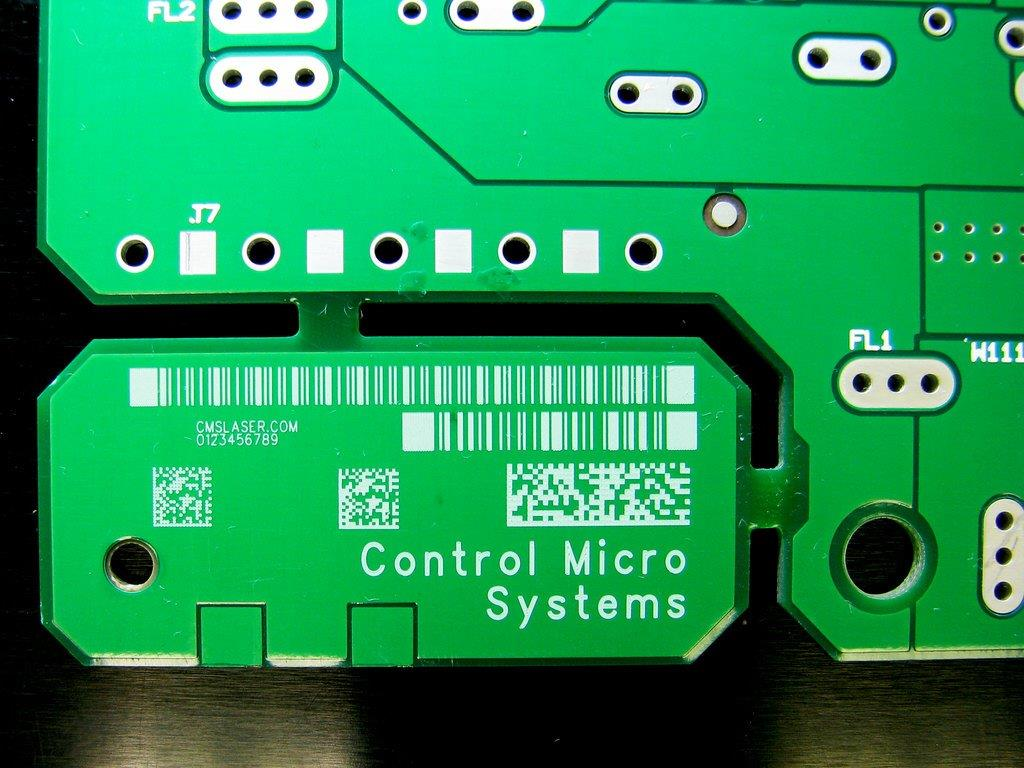 FL2
J7
FL1
W111
CMSLASER.COM
0123456789
Control Micro
Systems